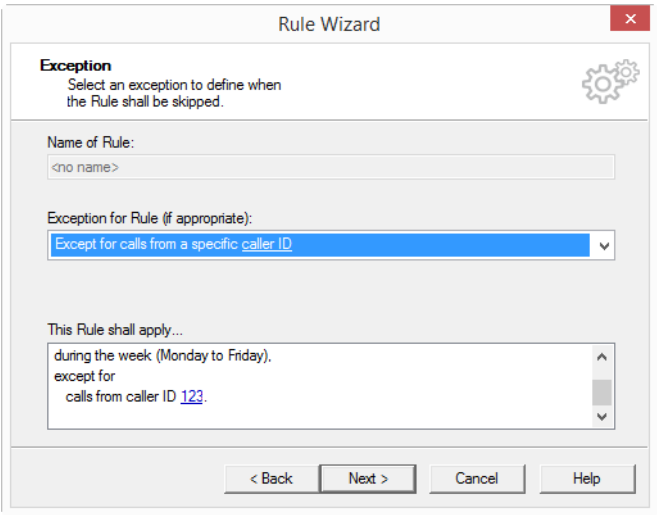 Rule Wizard
Exception
Select an exception to define when
the Rule shall be skipped.
Name of Rule:
<no name>
Exception for Rule (if appropriate):
Except for calls from a specific caller ID
This Rule shall apply...
during the week (Monday to Friday),
except for
calls from caller ID 123.
< Back Next > Cancel Help